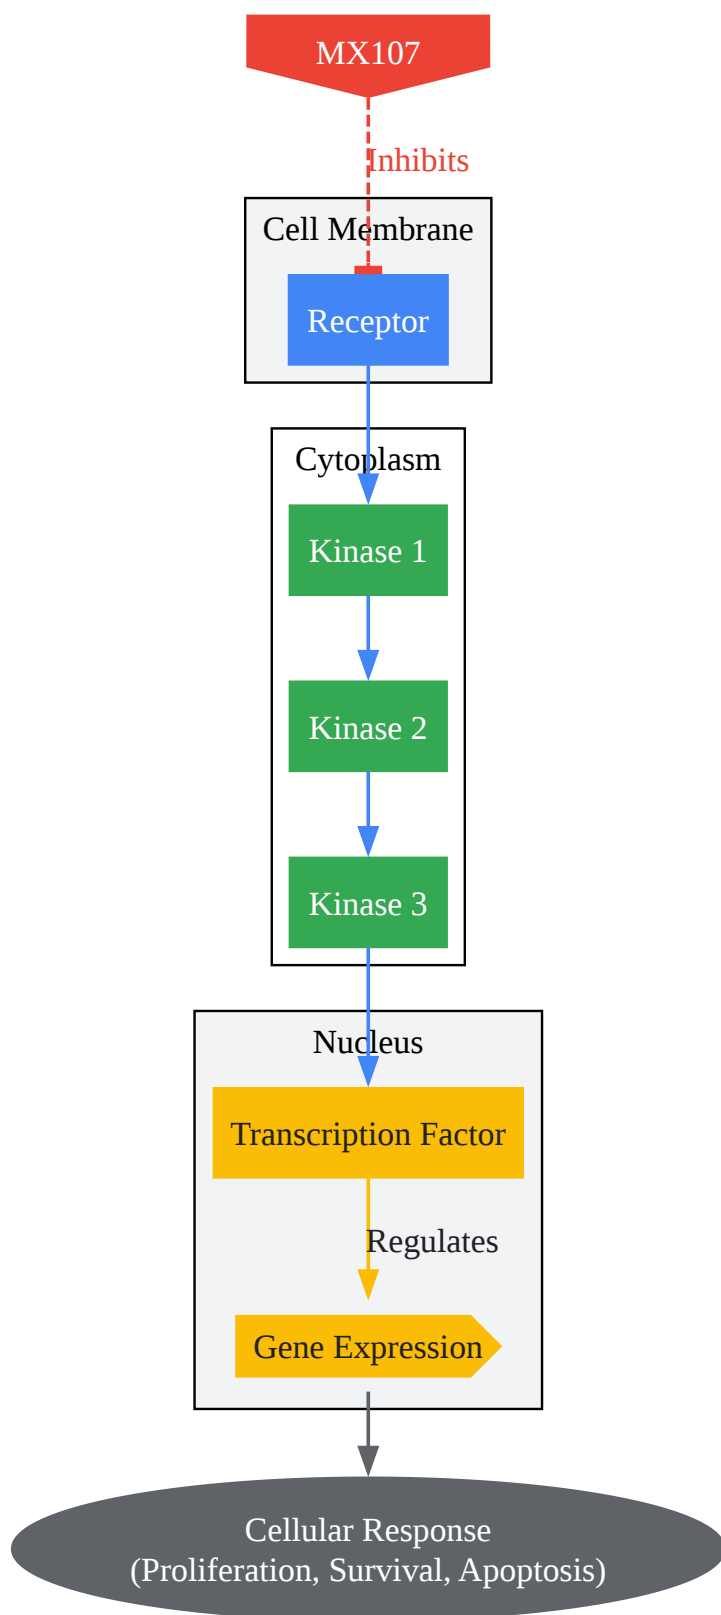 MX107
Inhibits
Cell Membrane
Receptor
Cytoplasm
Kinase 1
Kinase 2
Kinase 3
Nucleus
Transcription Factor
Regulates
Gene Expression
Cellular Response
(Proliferation, Survival, Apoptosis)